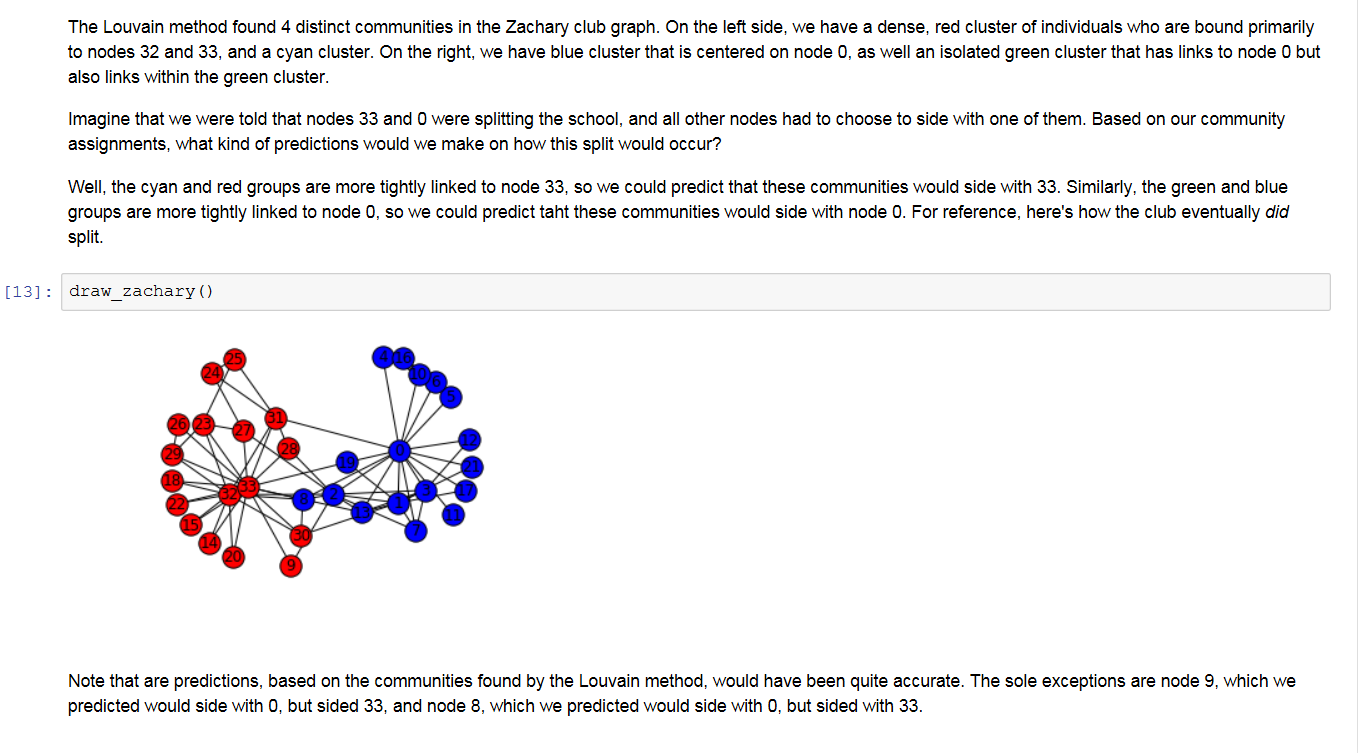 The Louvain method found 4 distinct communities in the Zachary club graph. On the left side, we have a dense, red cluster of individuals who are bound primarily
to nodes 32 and 33, and a cyan cluster. On the right, we have blue cluster that is centered on node 0, as well an isolated green cluster that has links to node 0 but
also links within the green cluster.
Imagine that we were told that nodes 33 and 0 were splitting the school, and all other nodes had to choose to side with one of them. Based on our community
assignments, what kind of predictions would we make on how this split would occur?
Well, the cyan and red groups are more tightly linked to node 33, so we could predict that these communities would side with 33. Similarly, the green and blue
groups are more tightly linked to node 0, so we could predict taht these communities would side with node 0. For reference, here's how the club eventually did
split.
[13]: draw_zachary()
25
4 16
24
10
6
5
31
26 23
27
12
28
0
29
19
21
18
33
3
17
32
2
8
22
1
13
11
15
7
30
14
20
9
Note that are predictions, based on the communities found by the Louvain method, would have been quite accurate. The sole exceptions are node 9, which we
predicted would side with 0, but sided 33, and node 8, which we predicted would side with 0, but sided with 33.